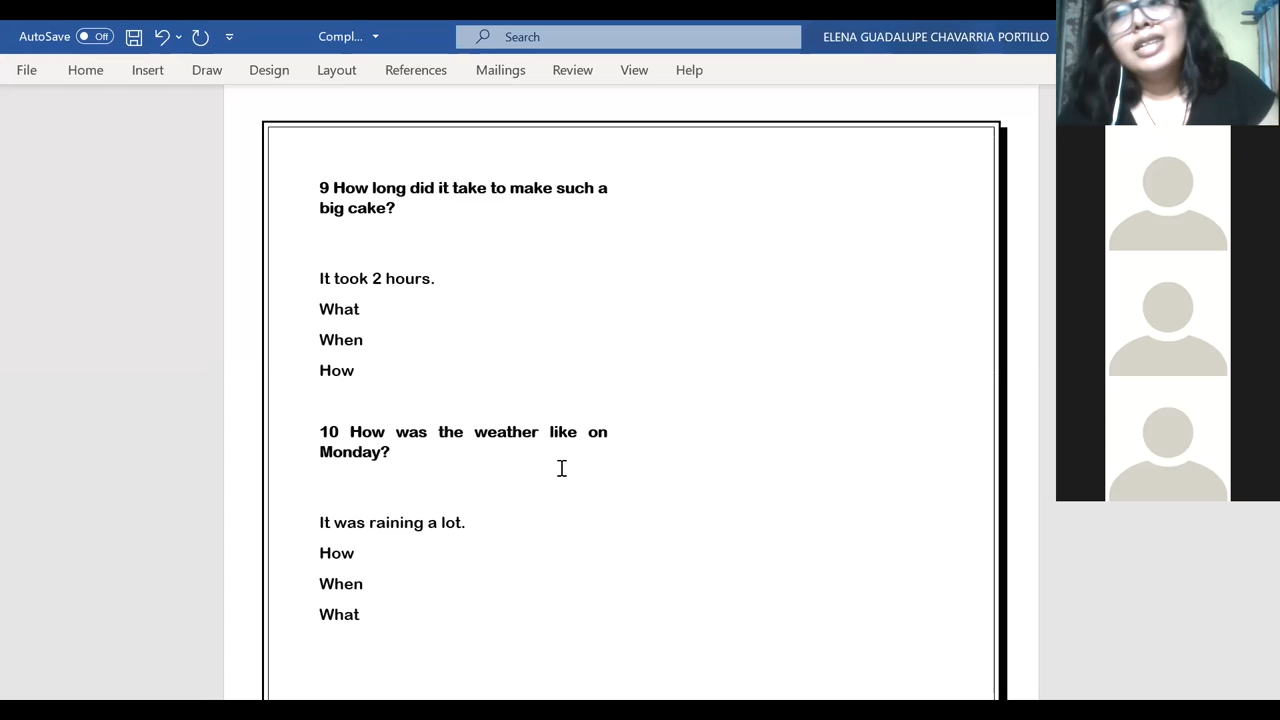 AutoSave Off Compl... Search ELENA GUADALUPE CHAVARRIA PORTILLO
File Home Insert Draw Design Layout References Mailings Review View Help
9 How long did it take to make such a
big cake?
It took 2 hours.
What
When
How
10 How was the weather like on
Monday?
It was raining a lot.
How
When
What